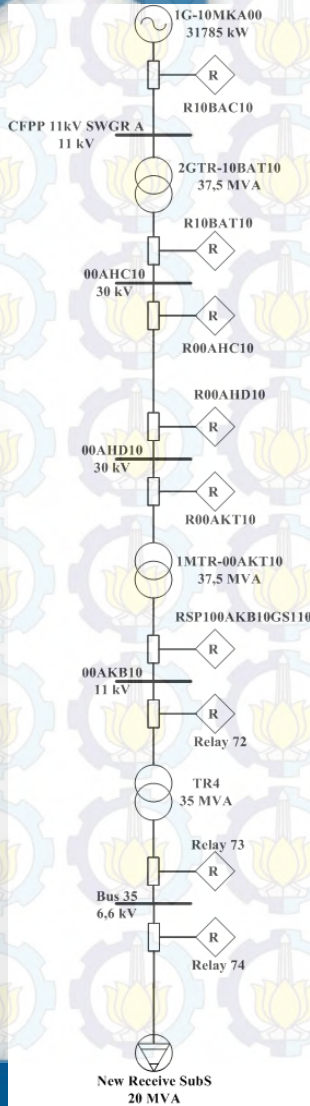 1G-10MKA00
31785 kW
R
R10BAC10
CFPP 11kV SWGR A
11 kV
2GTR-10BAT10
37,5 MVA
R10BAT10
R
00AHC10
30 kV
R
R00AHC10
R00AHD10
R
00AHD10
30 kV
R
R00AKT10
1MTR-00AKT10
37,5 MVA
RSP100AKB10GS110
R
00AKB10
11 kV
R
Relay 72
TR4
35 MVA
Relay 73
R
Bus 35
6,6 kV
R
Relay 74
New Receive SubS
20 MVA